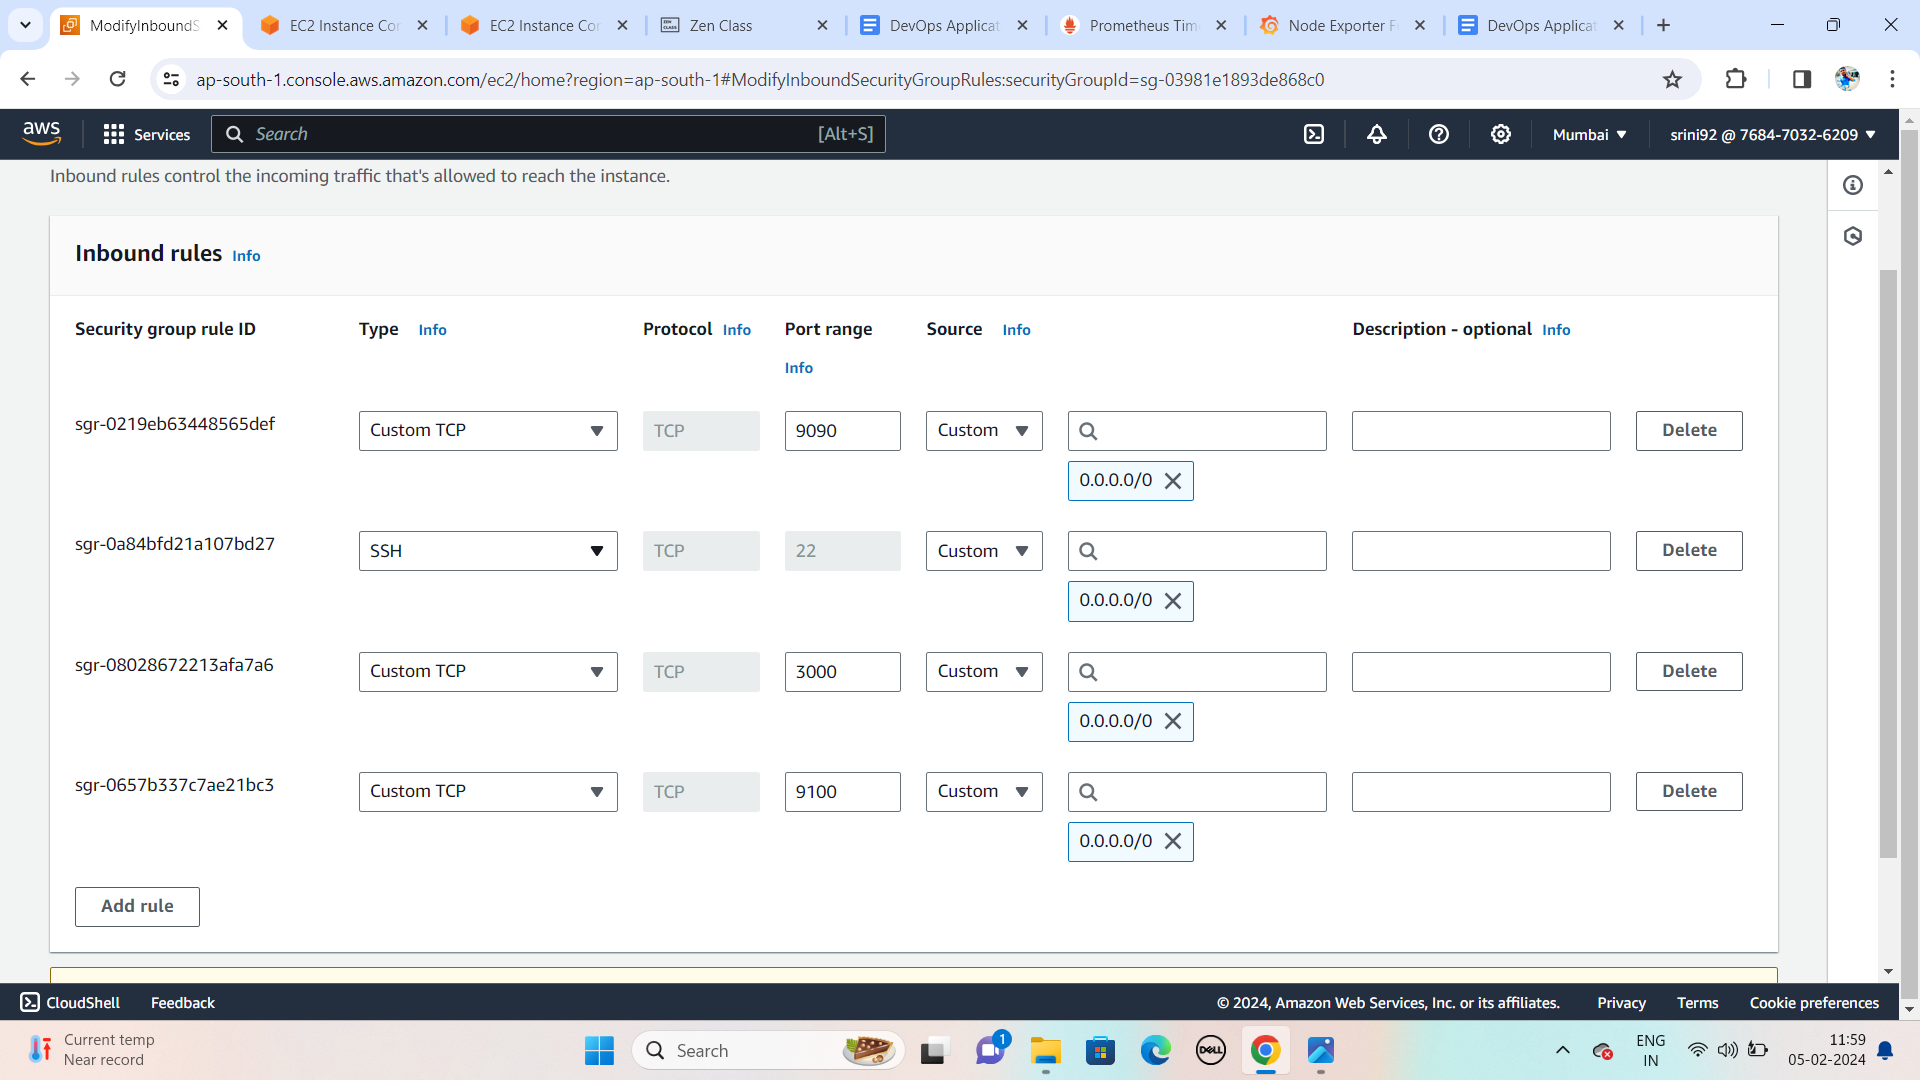 ModifyInboundS
EC2 Instance Cor
EC2 Instance Cor
Zen Class
DevOps Applicat
Prometheus Time
Node Exporter F
DevOps Applicat
ap-south-1.console.aws.amazon.com/ec2/home?region=ap-south-1#ModifyInboundSecurityGroupRules:securityGroupId=sg-03981e1893de868c0
aws
Services
Search
[Alt+S]
Mumbai
srini92 @ 7684-7032-6209
Inbound rules control the incoming traffic that's allowed to reach the instance.
Inbound rules Info
Security group rule ID Type Info Protocol Info Port range Source Info Description - optional Info
Info
sgr-0219eb63448565def Custom TCP TCP 9090 Custom Delete
0.0.0.0/0
sgr-0a84bfd21a107bd27 SSH TCP 22 Custom Delete
0.0.0.0/0
sgr-08028672213afa7a6 Custom TCP TCP 3000 Custom Delete
0.0.0.0/0
sgr-0657b337c7ae21bc3 Custom TCP TCP 9100 Custom Delete
0.0.0.0/0
Add rule
CloudShell Feedback © 2024, Amazon Web Services, Inc. or its affiliates. Privacy Terms Cookie preferences
Current temp
Near record
Search
1
DELL
ENG
IN
11:59
05-02-2024